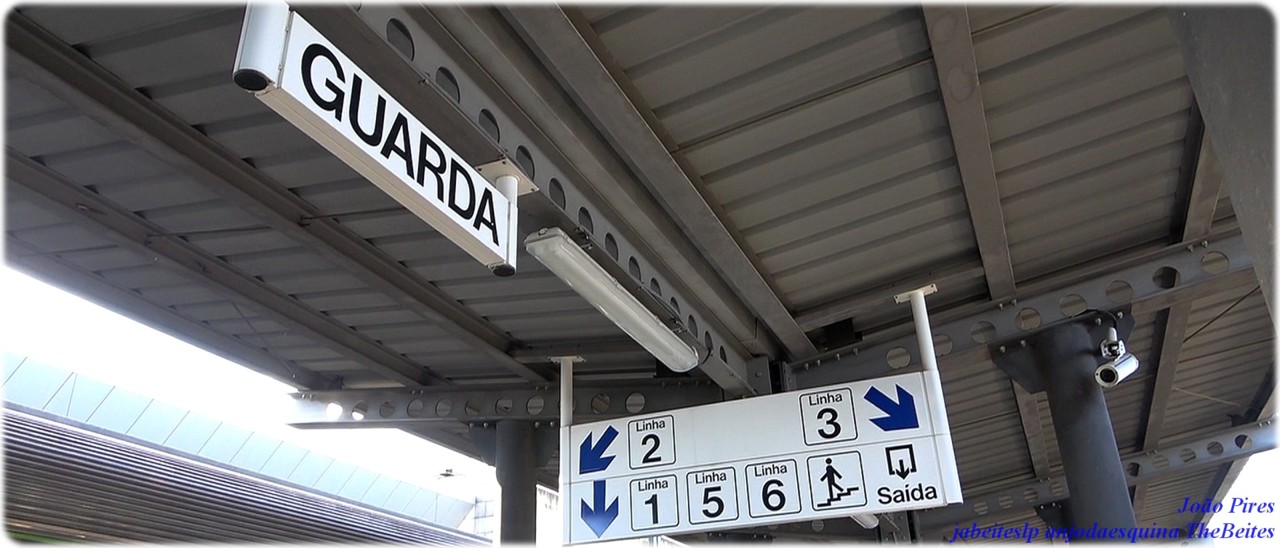 GUARDA
Linha 2
Linha 3
Linha 1
Linha 5
Linha 6
Saída
João Pires
jabeiteslp anjodaesquina TheBeites